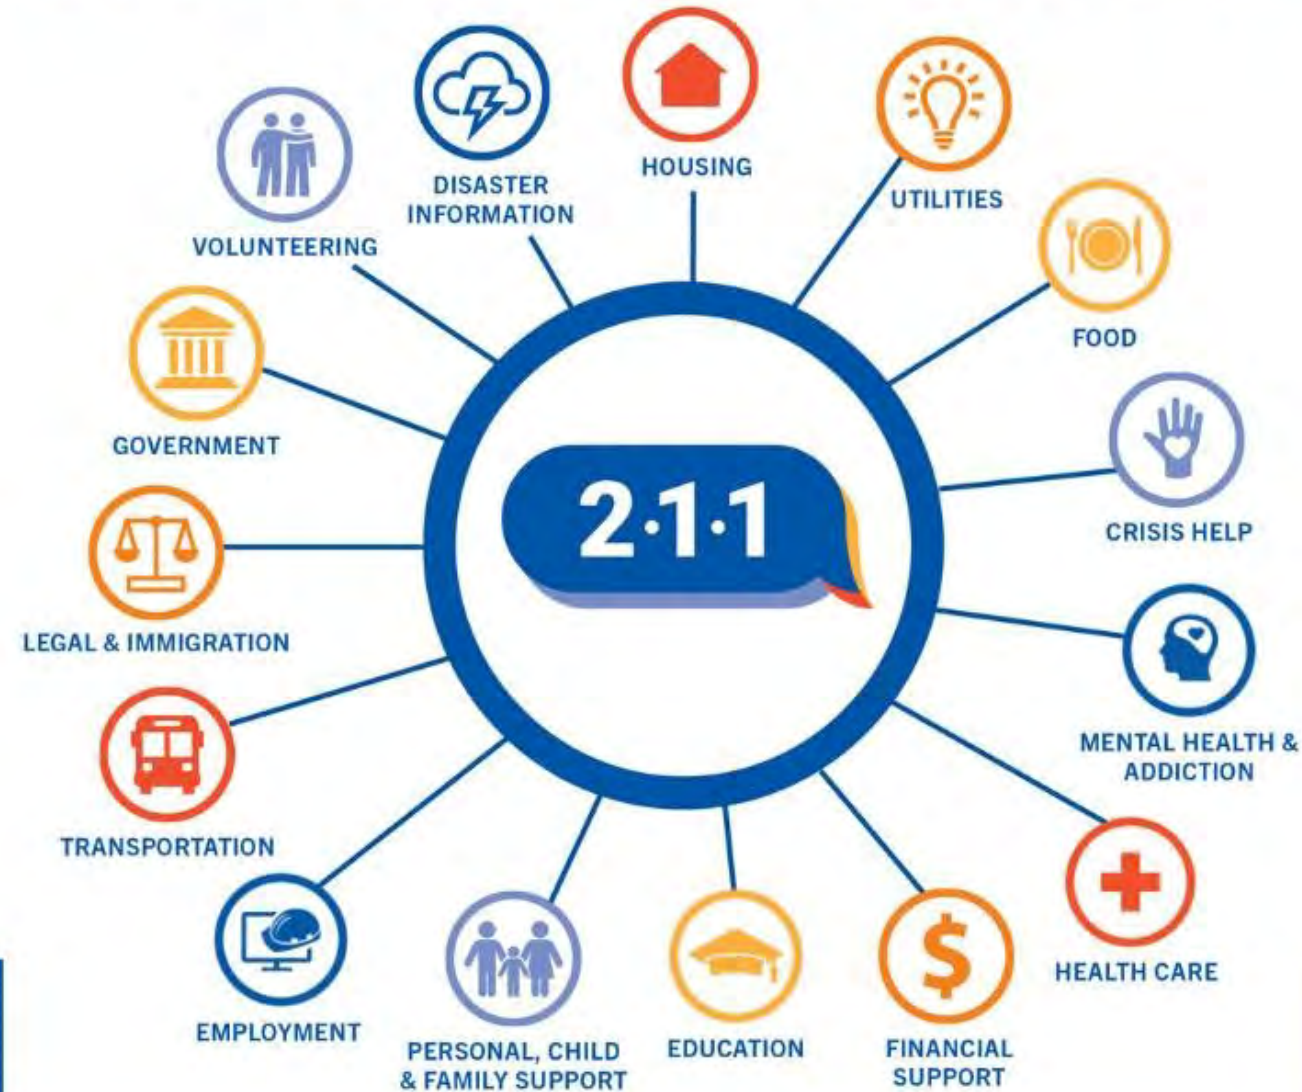 HOUSING
UTILITIES
FOOD
CRISIS HELP
MENTAL HEALTH &
ADDICTION
HEALTH CARE
FINANCIAL
SUPPORT
EDUCATION
PERSONAL, CHILD
& FAMILY SUPPORT
EMPLOYMENT
TRANSPORTATION
LEGAL & IMMIGRATION
GOVERNMENT
VOLUNTEERING
DISASTER
INFORMATION
2·1·1
$